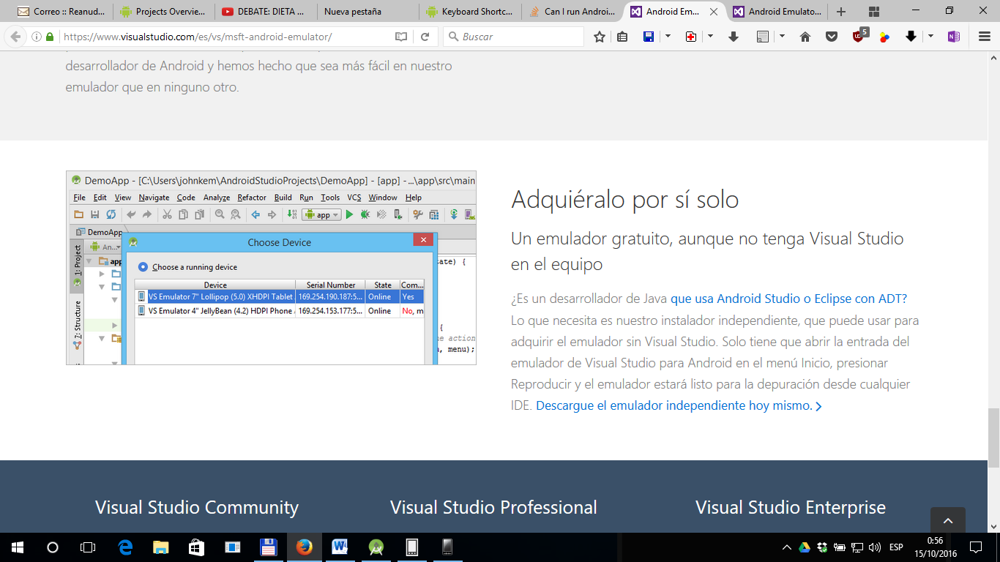 Correo :: Reanud...
Projects Overvie...
DEBATE: DIETA ...
Nueva pestaña
Keyboard Shortc...
Can I run Androi...
Android Em...
Android Emulato...
https://www.visualstudio.com/es/vs/msft-android-emulator/
Buscar
5
desarrollador de Android y hemos hecho que sea más fácil en nuestro
emulador que en ninguno otro.
DemoApp - [C:\Users\johnkem\AndroidStudioProjects\DemoApp] - [app] - ...\app\src\main
File Edit View Navigate Code Analyze Refactor Build Run Tools VCS Window Help
app
DemoApp
An...
app
1: Project
7: Structure
Choose Device
Choose a running device
Device Serial Number State Com...
VS Emulator 7" Lollipop (5.0) XHDPI Tablet 169.254.190.187:5... Online Yes
VS Emulator 4" JellyBean (4.2) HDPI Phone 169.254.153.177:5... Online No, m
tate) {
{
ne action
u, menu);
Adquiéralo por sí solo
Un emulador gratuito, aunque no tenga Visual Studio
en el equipo
¿Es un desarrollador de Java que usa Android Studio o Eclipse con ADT?
Lo que necesita es nuestro instalador independiente, que puede usar para
adquirir el emulador sin Visual Studio. Solo tiene que abrir la entrada del
emulador de Visual Studio para Android en el menú Inicio, presionar
Reproducir y el emulador estará listo para la depuración desde cualquier
IDE. Descargue el emulador independiente hoy mismo.
Visual Studio Community
Visual Studio Professional
Visual Studio Enterprise
ESP
0:56
15/10/2016